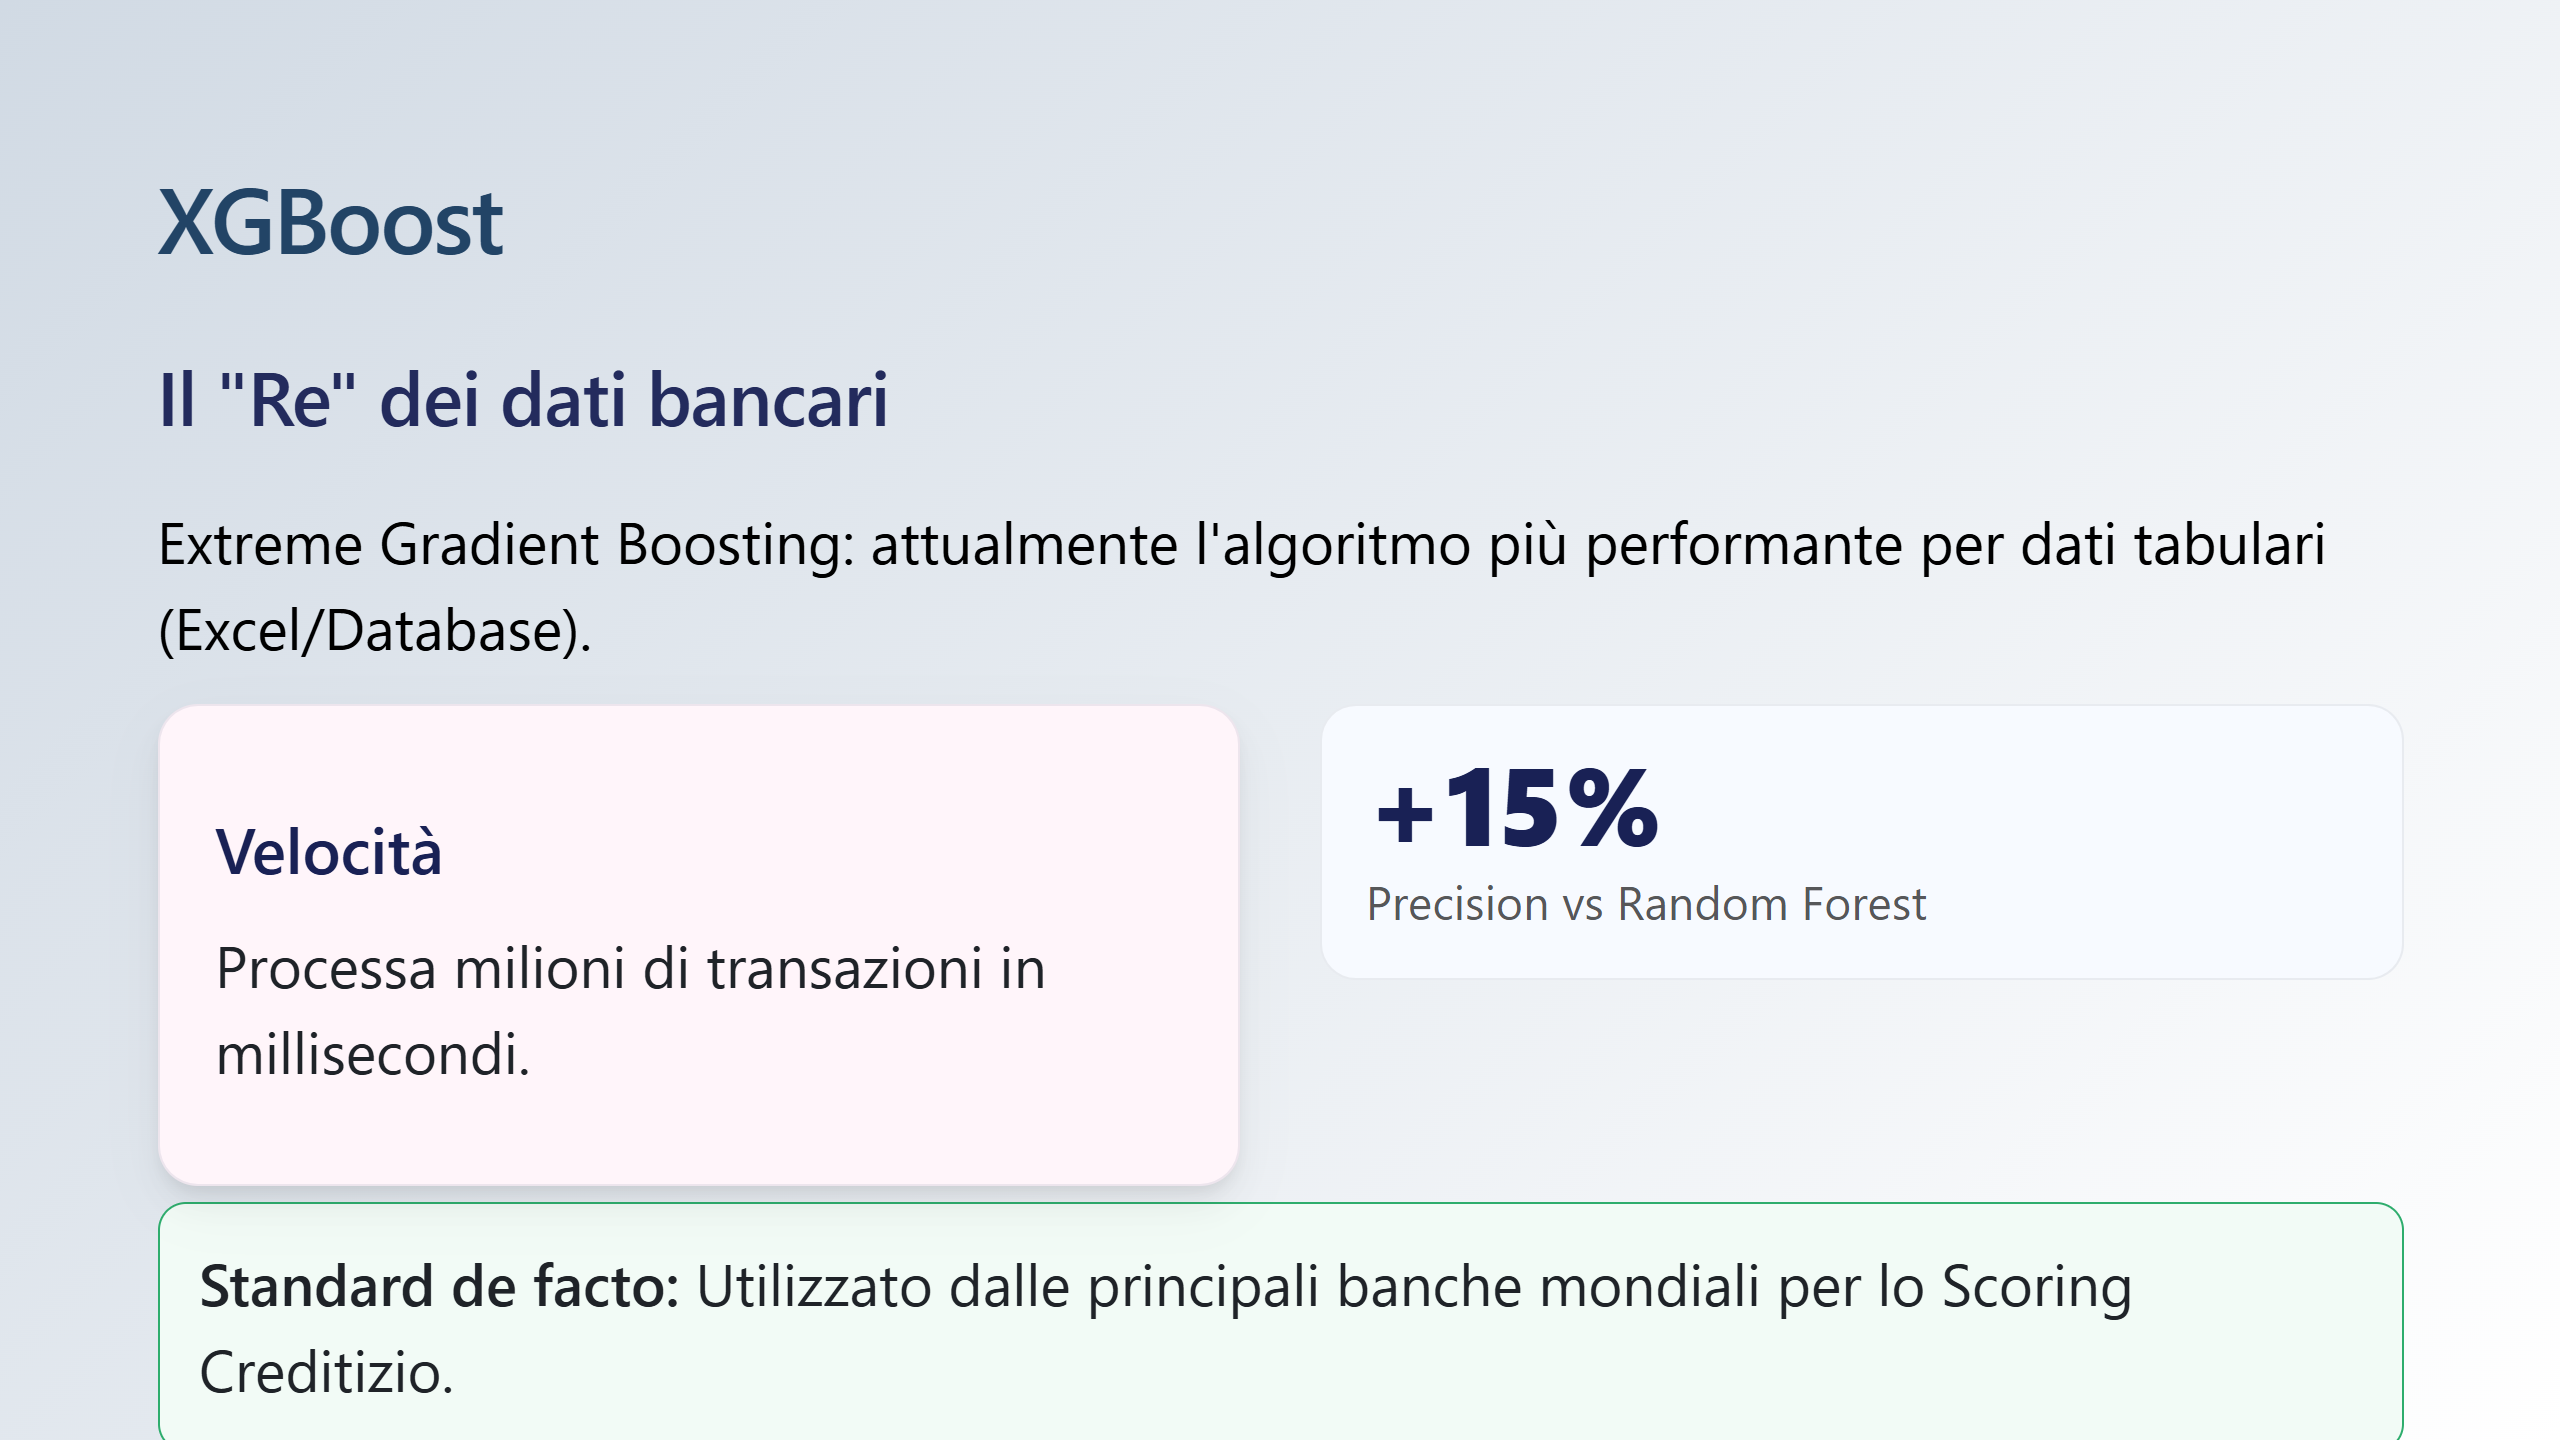 XGBoost
Il "Re" dei dati bancari
Extreme Gradient Boosting: attualmente l'algoritmo più performante per dati tabulari
(Excel/Database).
Velocità
Processa milioni di transazioni in
millisecondi.
+15%
Precision vs Random Forest
Standard de facto: Utilizzato dalle principali banche mondiali per lo Scoring
Creditizio.